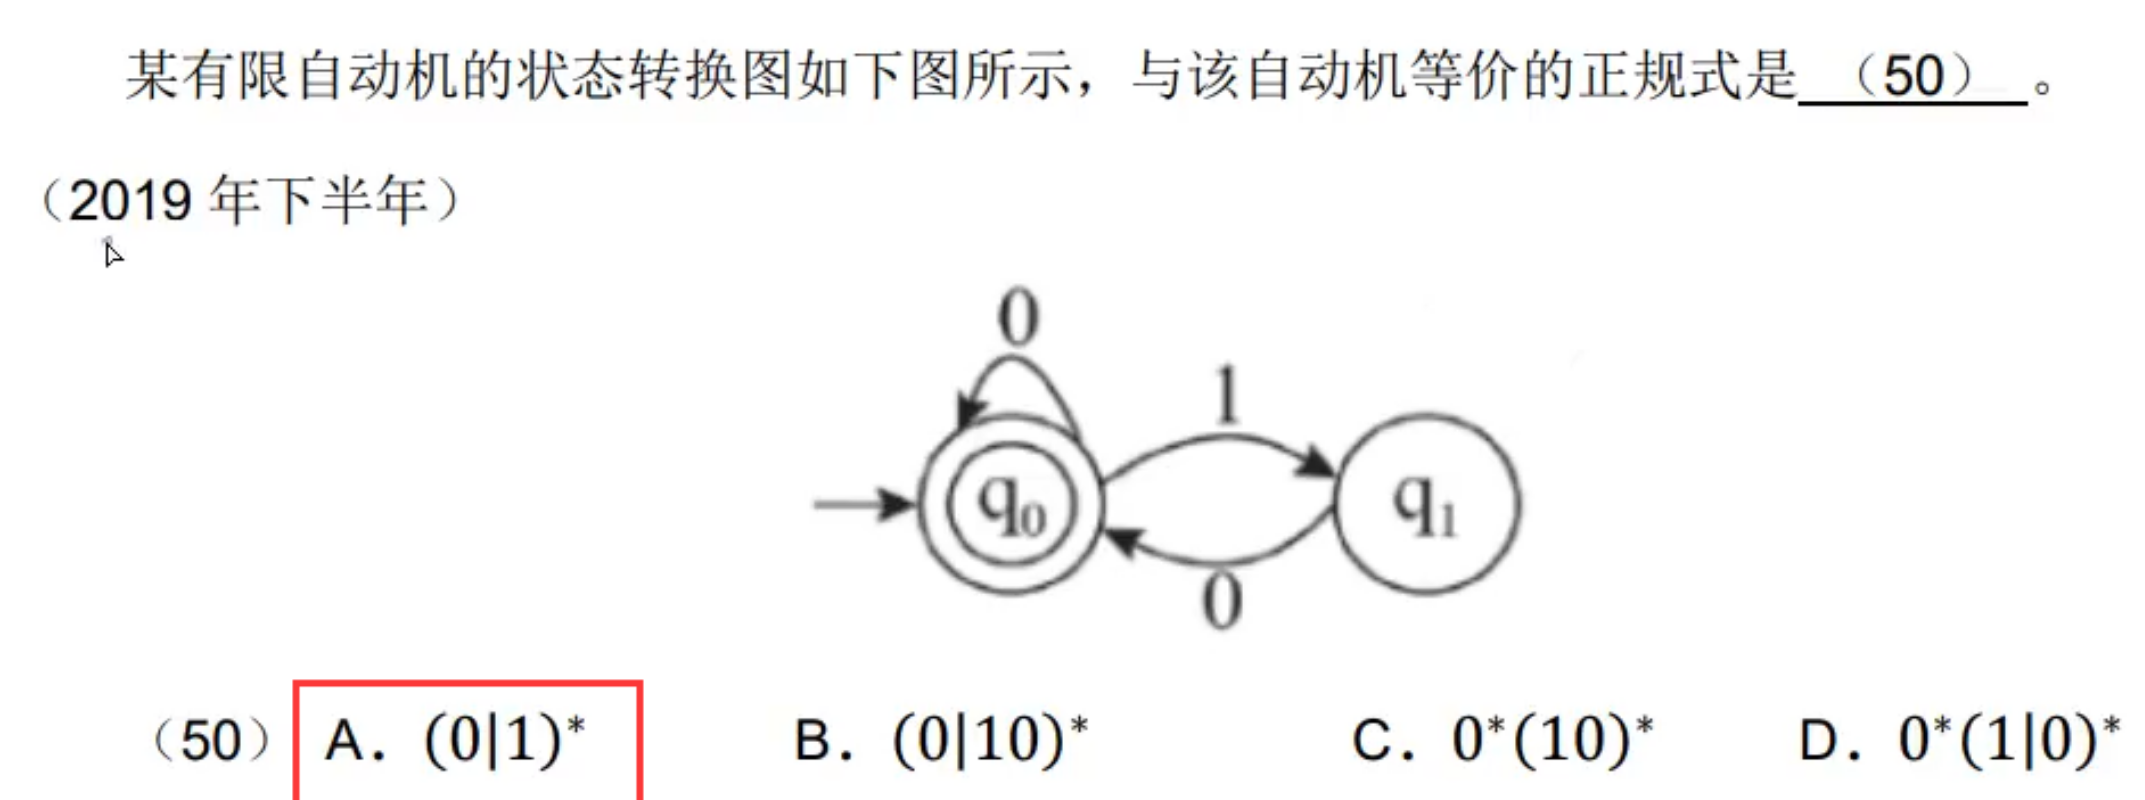 某有限自动机的状态转换图如下图所示，与该自动机等价的正规式是 （50） 。
（2019 年下半年）
0
1
q₀
q₁
0
（50） A. (0|1)* B. (0|10)* C. 0*(10)* D. 0*(1|0)*